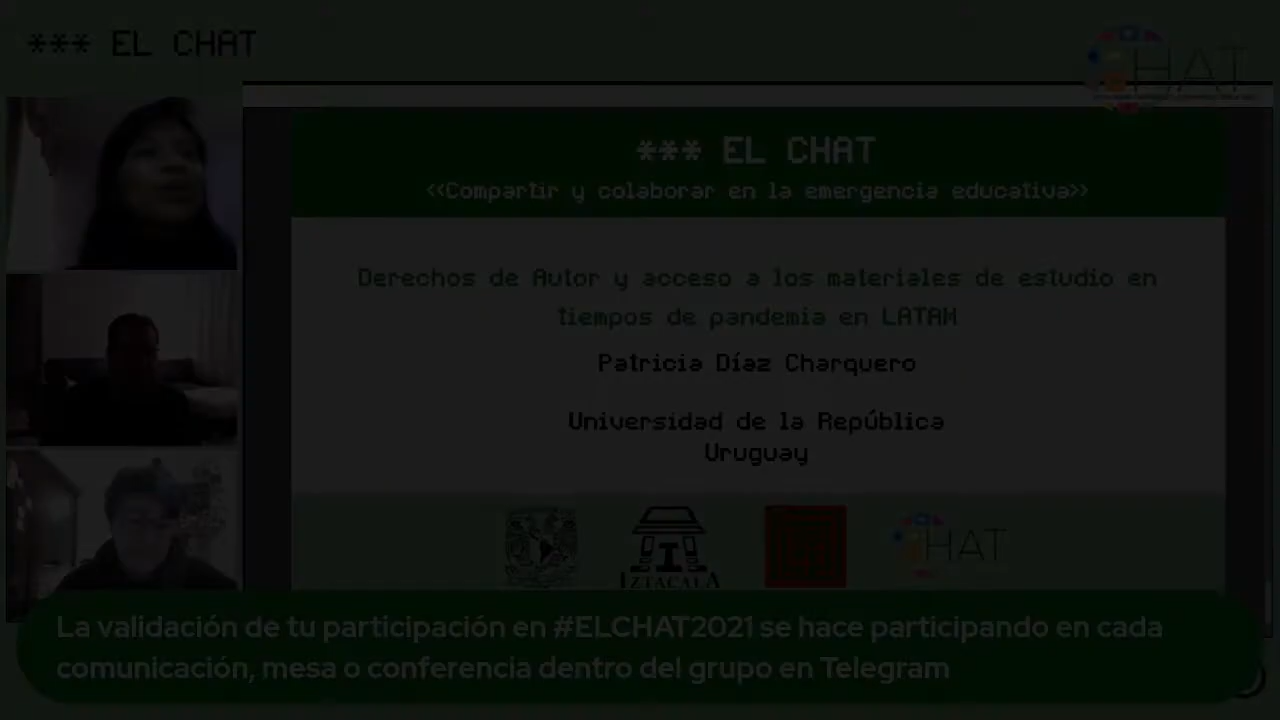 *** EL CHAT
HAT
*** EL CHAT
<<Compartir y colaborar en la emergencia educativa>>
Derechos de Autor y acceso a los materiales de estudio en
tiempos de pandemia en LATAM
Patricia Díaz Charquero
Universidad de la República
Uruguay
IZTACALA
HAT
La validación de tu participación en #ELCHAT2021 se hace participando en cada
comunicación, mesa o conferencia dentro del grupo en Telegram